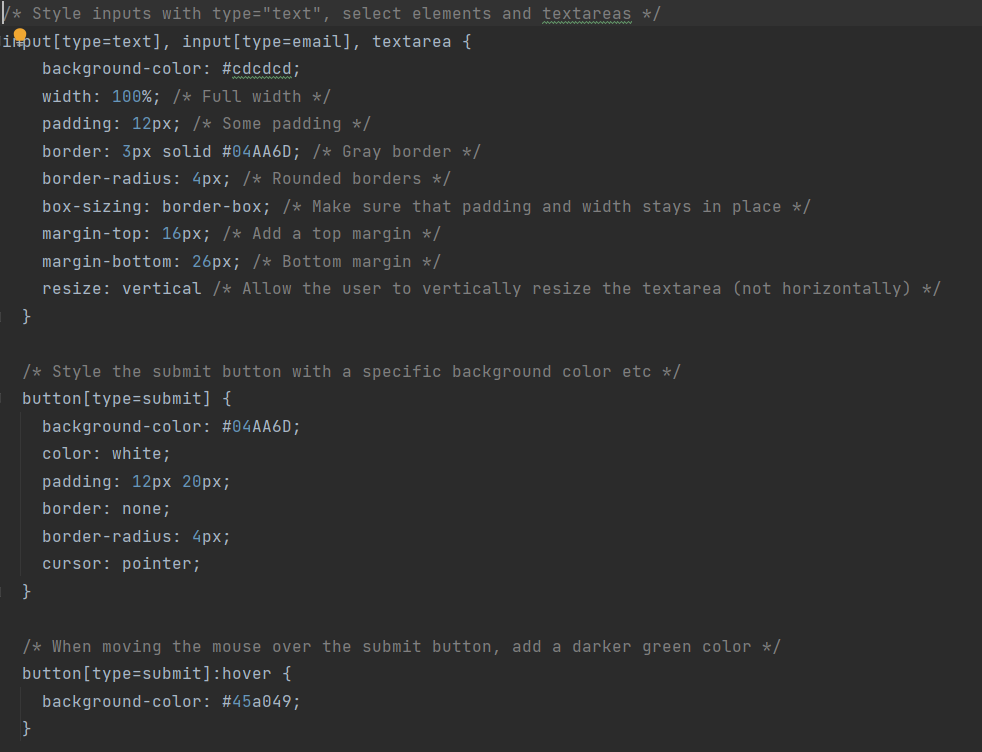 /* Style inputs with type="text", select elements and textareas */
input[type=text], input[type=email], textarea {
    background-color: #cdcdcd;
    width: 100%; /* Full width */
    padding: 12px; /* Some padding */
    border: 3px solid #04AA6D; /* Gray border */
    border-radius: 4px; /* Rounded borders */
    box-sizing: border-box; /* Make sure that padding and width stays in place */
    margin-top: 16px; /* Add a top margin */
    margin-bottom: 26px; /* Bottom margin */
    resize: vertical /* Allow the user to vertically resize the textarea (not horizontally) */
  }

  /* Style the submit button with a specific background color etc */
  button[type=submit] {
    background-color: #04AA6D;
    color: white;
    padding: 12px 20px;
    border: none;
    border-radius: 4px;
    cursor: pointer;
  }

  /* When moving the mouse over the submit button, add a darker green color */
  button[type=submit]:hover {
    background-color: #45a049;
  }